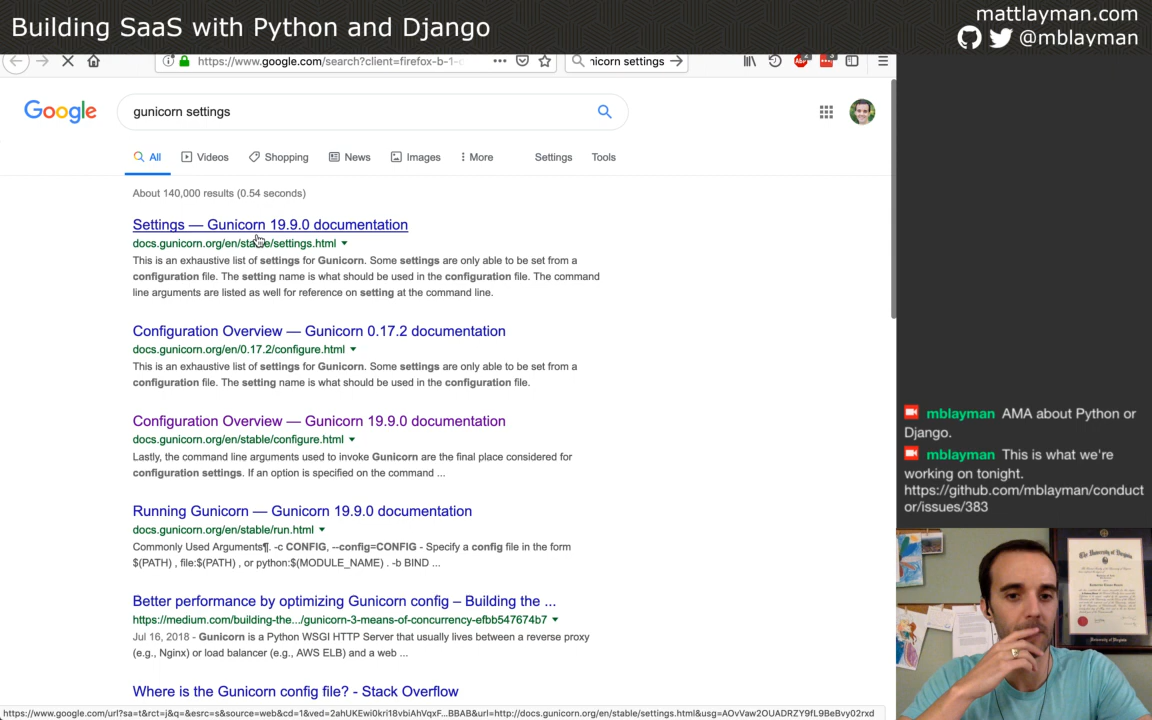 Building SaaS with Python and Django
mattlayman.com
@mblayman
https://www.google.com/search?client=firefox-b-1-d
nicorn settings
Google
gunicorn settings
All
Videos
Shopping
News
Images
More
Settings
Tools
About 140,000 results (0.54 seconds)
Settings — Gunicorn 19.9.0 documentation
docs.gunicorn.org/en/stable/settings.html
This is an exhaustive list of settings for Gunicorn. Some settings are only able to be set from a
configuration file. The setting name is what should be used in the configuration file. The command
line arguments are listed as well for reference on setting at the command line.
Configuration Overview — Gunicorn 0.17.2 documentation
docs.gunicorn.org/en/0.17.2/configure.html
This is an exhaustive list of settings for Gunicorn. Some settings are only able to be set from a
configuration file. The setting name is what should be used in the configuration file.
Configuration Overview — Gunicorn 19.9.0 documentation
docs.gunicorn.org/en/stable/configure.html
Lastly, the command line arguments used to invoke Gunicorn are the final place considered for
configuration settings. If an option is specified on the command ...
Running Gunicorn — Gunicorn 19.9.0 documentation
docs.gunicorn.org/en/stable/run.html
Commonly Used Arguments¶. -c CONFIG, --config=CONFIG - Specify a config file in the form
$(PATH) , file:$(PATH) , or python:$(MODULE_NAME) . -b BIND ...
Better performance by optimizing Gunicorn config – Building the ...
https://medium.com/building-the.../gunicorn-3-means-of-concurrency-efbb547674b7
Jul 16, 2018 - Gunicorn is a Python WSGI HTTP Server that usually lives between a reverse proxy
(e.g., Nginx) or load balancer (e.g., AWS ELB) and a web ...
Where is the Gunicorn config file? - Stack Overflow
mblayman AMA about Python or
Django.
mblayman This is what we're
working on tonight.
https://github.com/mblayman/conduct
or/issues/383
The University of Virginia